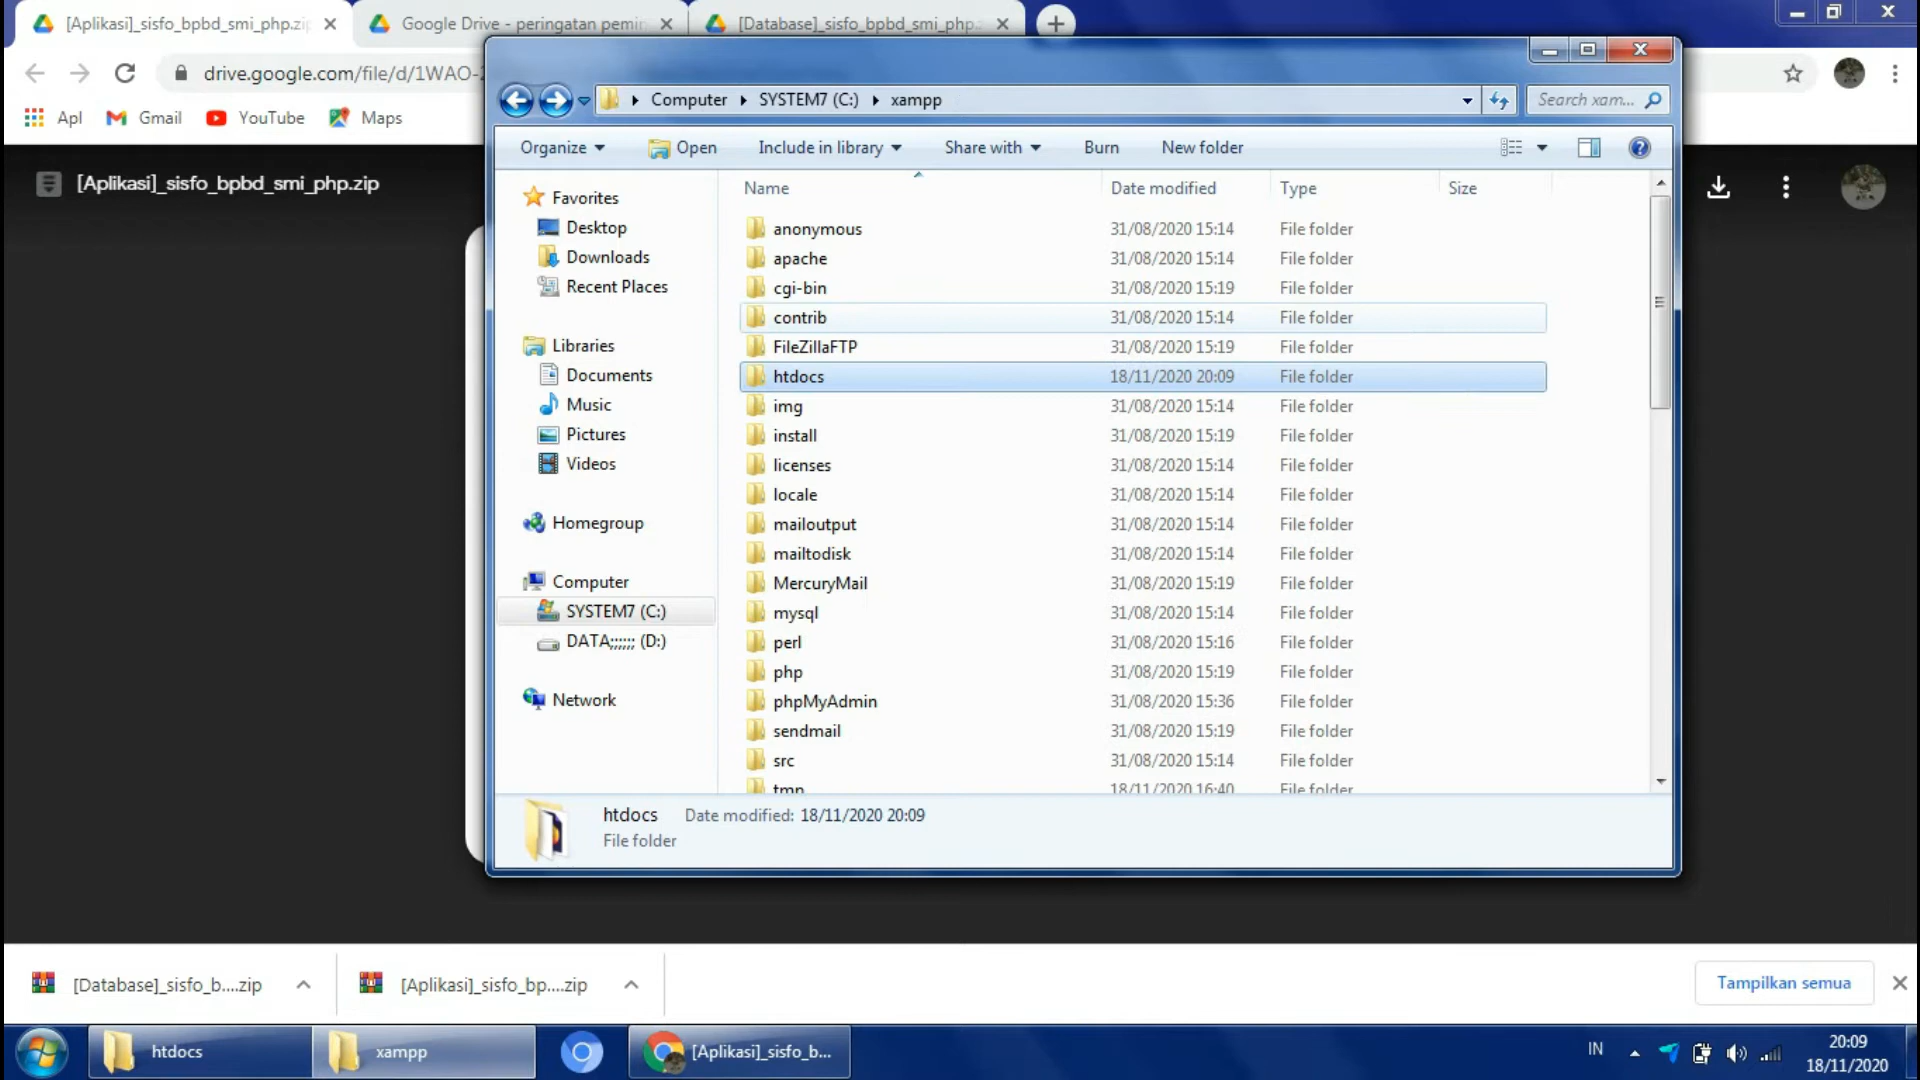 [Aplikasi]_sisfo_bpbd_smi_php.zip
Google Drive - peringatan pemin
[Database]_sisfo_bpbd_smi_php.
drive.google.com/file/d/1WAO-2
Apl Gmail YouTube Maps
[Aplikasi]_sisfo_bpbd_smi_php.zip
Computer SYSTEM7 (C:) xampp
Search xam...
Organize Open Include in library Share with Burn New folder
Favorites
Desktop
Downloads
Recent Places
Libraries
Documents
Music
Pictures
Videos
Homegroup
Computer
SYSTEM7 (C:)
DATA;;;;;; (D:)
Network
Name Date modified Type Size
anonymous 31/08/2020 15:14 File folder
apache 31/08/2020 15:14 File folder
cgi-bin 31/08/2020 15:19 File folder
contrib 31/08/2020 15:14 File folder
FileZillaFTP 31/08/2020 15:19 File folder
htdocs 18/11/2020 20:09 File folder
img 31/08/2020 15:14 File folder
install 31/08/2020 15:19 File folder
licenses 31/08/2020 15:14 File folder
locale 31/08/2020 15:14 File folder
mailoutput 31/08/2020 15:14 File folder
mailtodisk 31/08/2020 15:14 File folder
MercuryMail 31/08/2020 15:19 File folder
mysql 31/08/2020 15:14 File folder
perl 31/08/2020 15:16 File folder
php 31/08/2020 15:19 File folder
phpMyAdmin 31/08/2020 15:36 File folder
sendmail 31/08/2020 15:19 File folder
src 31/08/2020 15:14 File folder
tmp 18/11/2020 16:40 File folder
htdocs Date modified: 18/11/2020 20:09
File folder
[Database]_sisfo_b....zip
[Aplikasi]_sisfo_bp....zip
Tampilkan semua
htdocs
xampp
[Aplikasi]_sisfo_b...
IN
20:09
18/11/2020